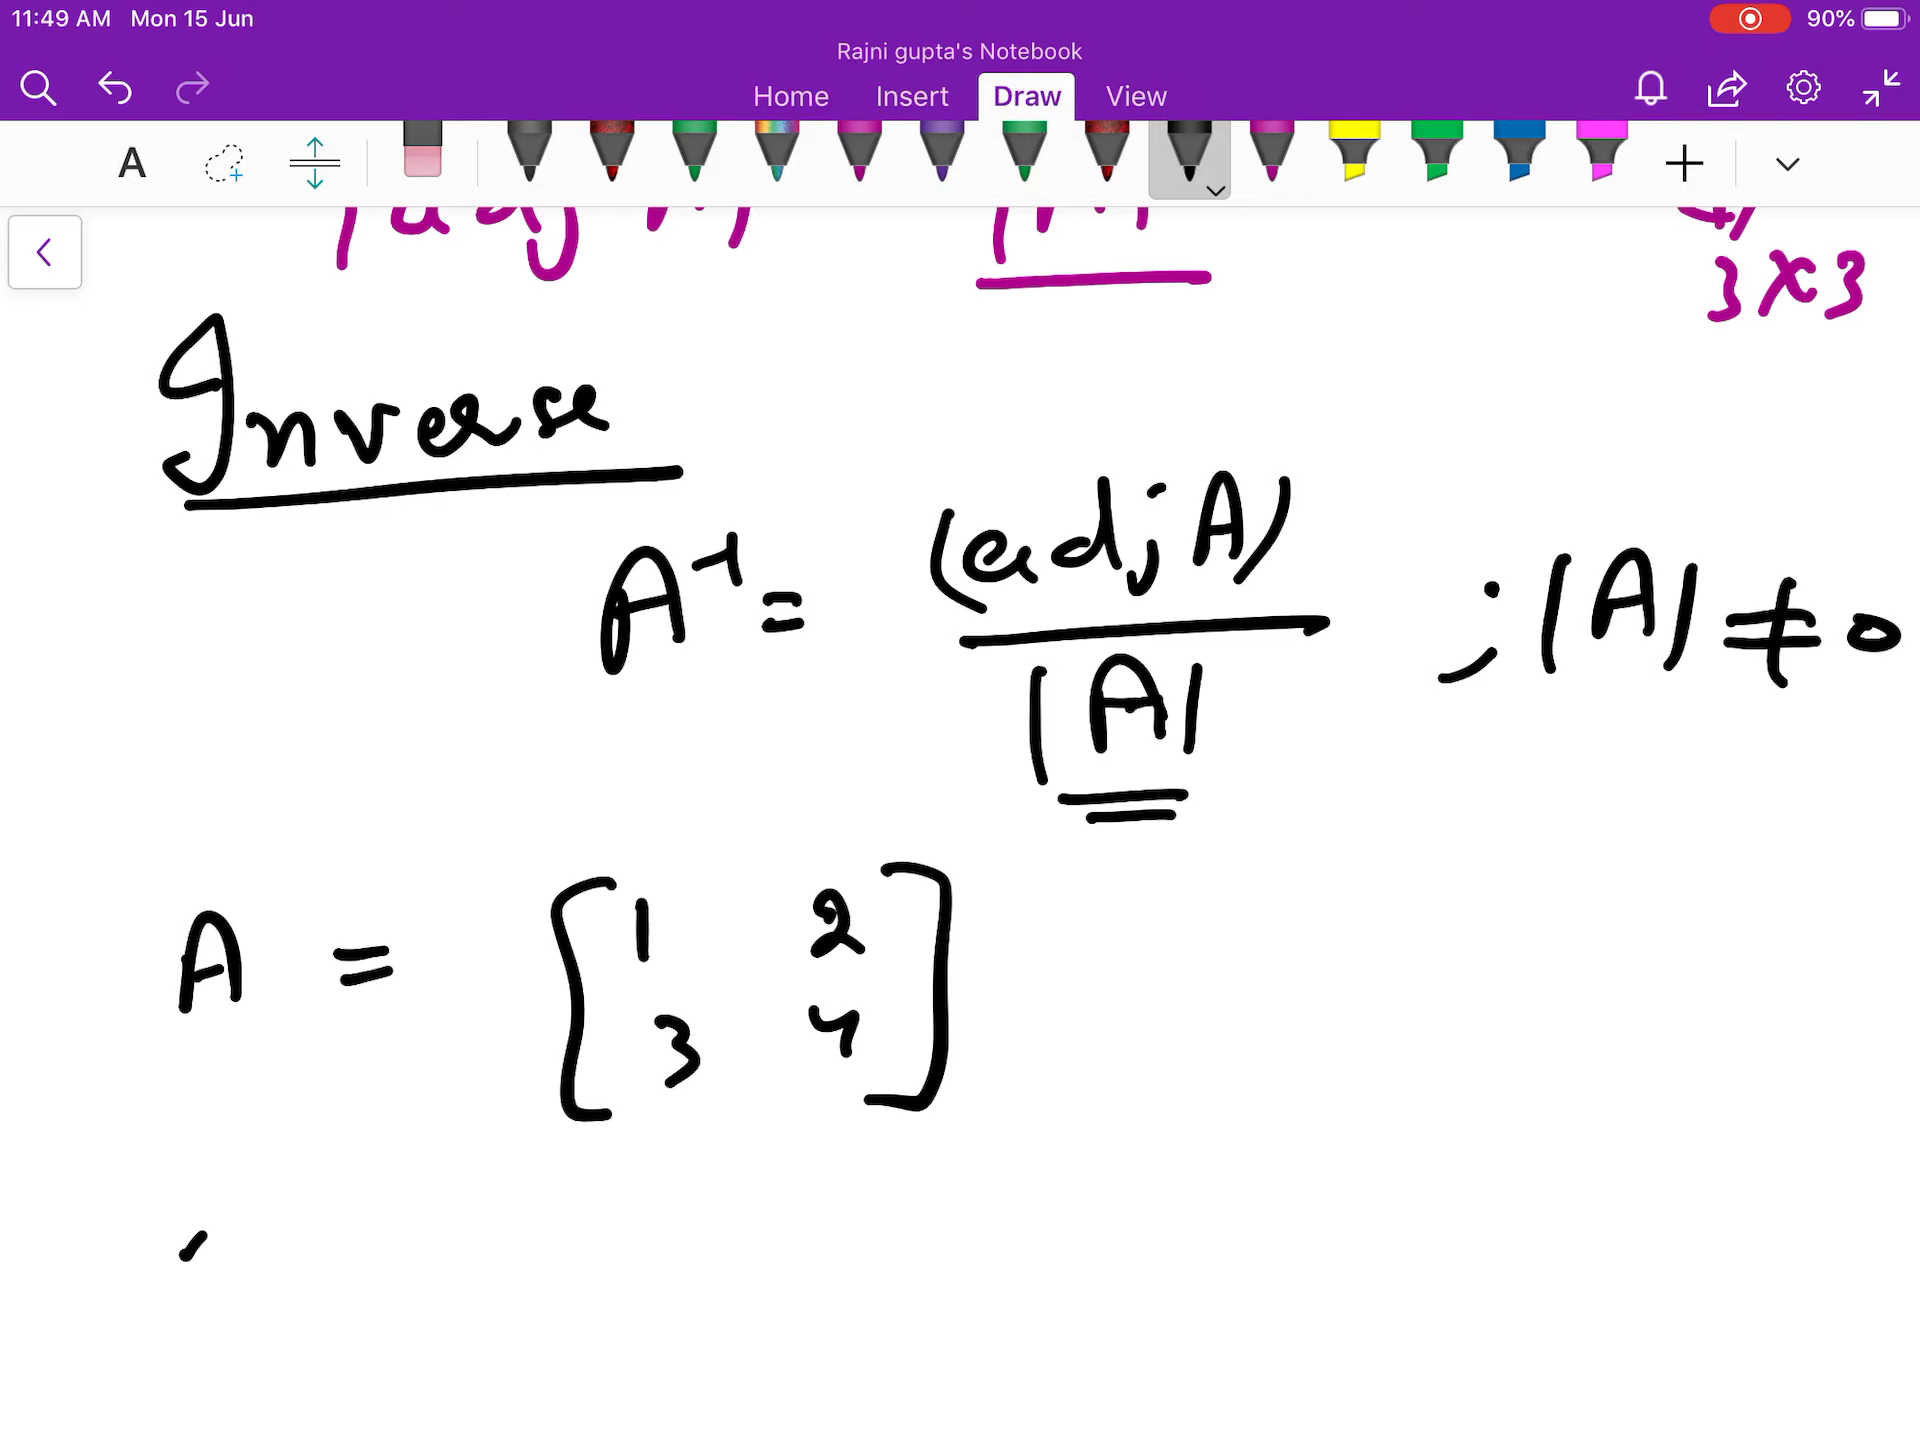 11:49 AM Mon 15 Jun
90%
Rajni gupta's Notebook
Home Insert Draw View
A
3x3
Inverse
A⁻¹ = (adj A) / |A| ; |A| ≠ 0
A = [1 2
3 4]